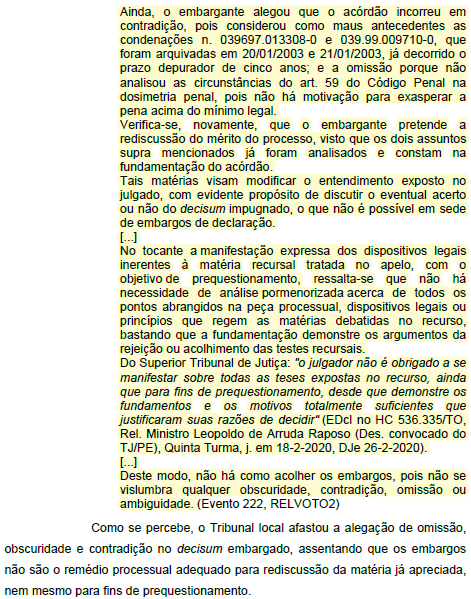 Ainda, o embargante alegou que o acórdão incorreu em
contradição, pois considerou como maus antecedentes as
condenações n. 039697.013308-0 e 039.99.009710-0, que
foram arquivadas em 20/01/2003 e 21/01/2003, já decorrido o
prazo depurador de cinco anos; e a omissão porque não
analisou as circunstâncias do art. 59 do Código Penal na
dosimetria penal, pois não há motivação para exasperar a
pena acima do mínimo legal.
Verifica-se, novamente, que o embargante pretende a
rediscussão do mérito do processo, visto que os dois assuntos
supra mencionados já foram analisados e constam na
fundamentação do acórdão.
Tais matérias visam modificar o entendimento exposto no
julgado, com evidente propósito de discutir o eventual acerto
ou não do decisum impugnado, o que não é possível em sede
de embargos de declaração.
[...]
No tocante a manifestação expressa dos dispositivos legais
inerentes à matéria recursal tratada no apelo, com o
objetivo de prequestionamento, ressalta-se que não há
necessidade de análise pormenorizada acerca de todos os
pontos abrangidos na peça processual, dispositivos legais ou
princípios que regem as matérias debatidas no recurso,
bastando que a fundamentação demonstre os argumentos da
rejeição ou acolhimento das testes recursais.
Do Superior Tribunal de Jutiça: "o julgador não é obrigado a se
manifestar sobre todas as teses expostas no recurso, ainda
que para fins de prequestionamento, desde que demonstre os
fundamentos e os motivos totalmente suficientes que
justificaram suas razões de decidir" (EDcl no HC 536.335/TO,
Rel. Ministro Leopoldo de Arruda Raposo (Des. convocado do
TJ/PE), Quinta Turma, j. em 18-2-2020, DJe 26-2-2020).
[...]
Deste modo, não há como acolher os embargos, pois não se
vislumbra qualquer obscuridade, contradição, omissão ou
ambiguidade. (Evento 222, RELVOTO2)
Como se percebe, o Tribunal local afastou a alegação de omissão,
obscuridade e contradição no decisum embargado, assentando que os embargos
não são o remédio processual adequado para rediscussão da matéria já apreciada,
nem mesmo para fins de prequestionamento.